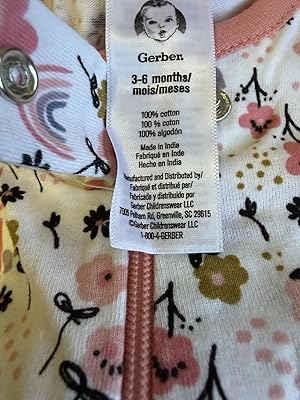 Gerber.
3-6 months/
mois/meses
100% cotton
100 % coton
100% algodón
Made in India
Fabriqué en Inde
Hecho en India
Manufactured and Distributed by/
Fabriqué et distribué par/
Fabricado y distribuido por
Gerber Childrenswear LLC
7005 Pelham Rd, Greenville, SC 29615
©Gerber Childrenswear LLC
1-800-4-GERBER